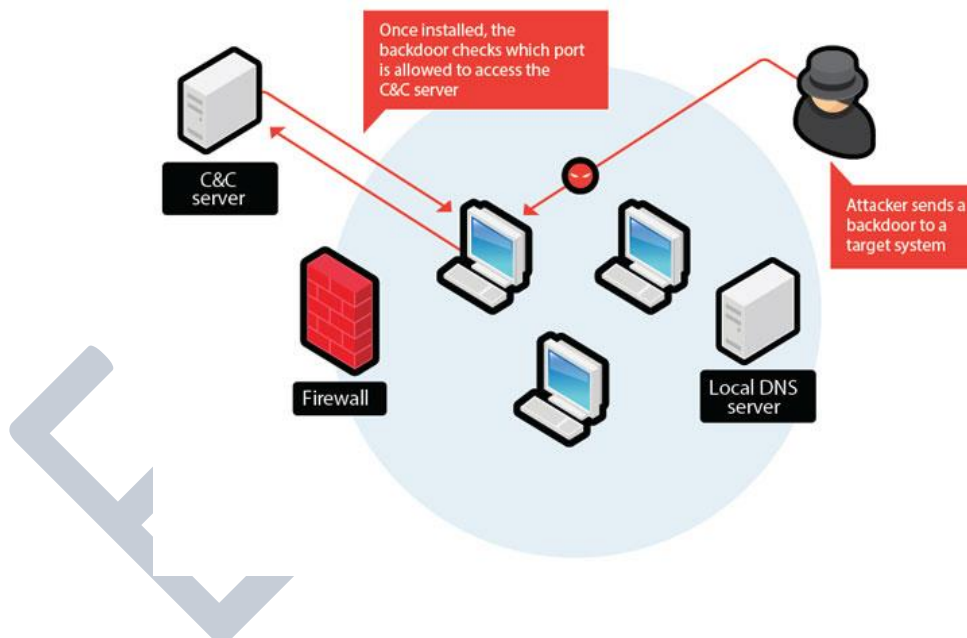 Once installed, the
backdoor checks which port
is allowed to access the
C&C server
C&C
server
Attacker sends a
backdoor to a
target system
Firewall
Local DNS
server